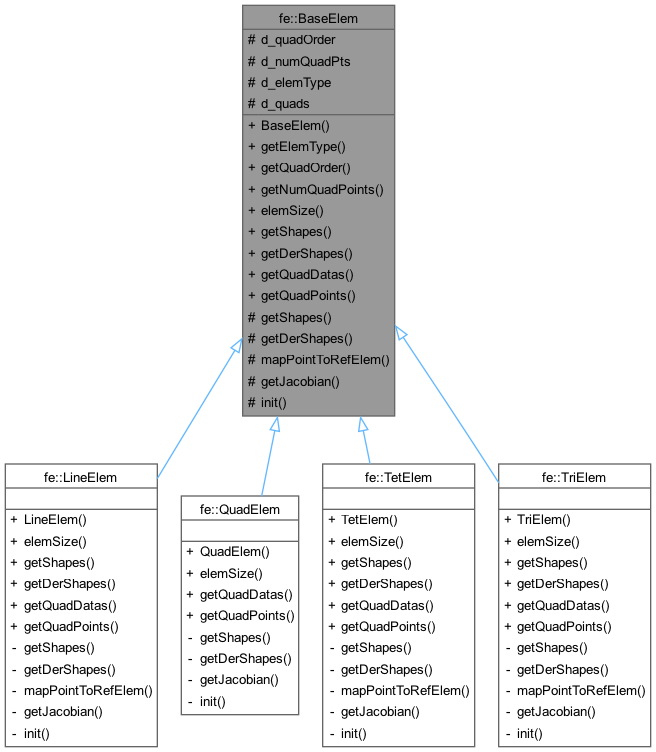 fe::BaseElem
# d_quadOrder
# d_numQuadPts
# d_elemType
# d_quads
+ BaseElem()
+ getElemType()
+ getQuadOrder()
+ getNumQuadPoints()
+ elemSize()
+ getShapes()
+ getDerShapes()
+ getQuadDatas()
+ getQuadPoints()
# getShapes()
# getDerShapes()
# mapPointToRefElem()
# getJacobian()
# init()
fe::LineElem
+ LineElem()
+ elemSize()
+ getShapes()
+ getDerShapes()
+ getQuadDatas()
+ getQuadPoints()
- getShapes()
- getDerShapes()
- mapPointToRefElem()
- getJacobian()
- init()
fe::QuadElem
+ QuadElem()
+ elemSize()
+ getQuadDatas()
+ getQuadPoints()
- getShapes()
- getDerShapes()
- getJacobian()
- init()
fe::TetElem
+ TetElem()
+ elemSize()
+ getShapes()
+ getDerShapes()
+ getQuadDatas()
+ getQuadPoints()
- getShapes()
- getDerShapes()
- mapPointToRefElem()
- getJacobian()
- init()
fe::TriElem
+ TriElem()
+ elemSize()
+ getShapes()
+ getDerShapes()
+ getQuadDatas()
+ getQuadPoints()
- getShapes()
- getDerShapes()
- mapPointToRefElem()
- getJacobian()
- init()